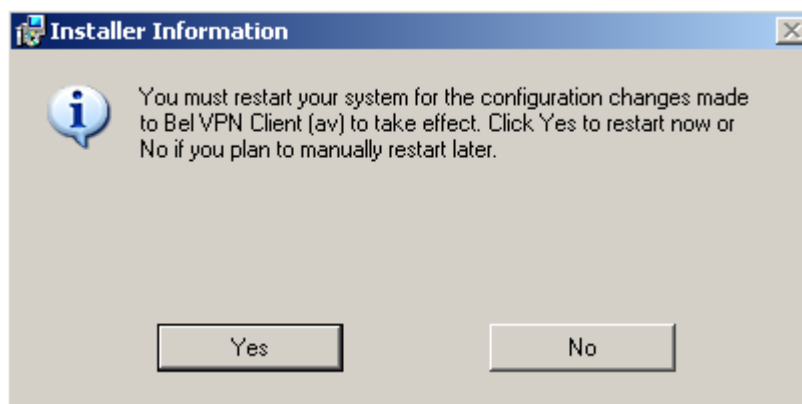 Installer Information
You must restart your system for the configuration changes made
to Bel VPN Client (av) to take effect. Click Yes to restart now or
No if you plan to manually restart later.
Yes
No